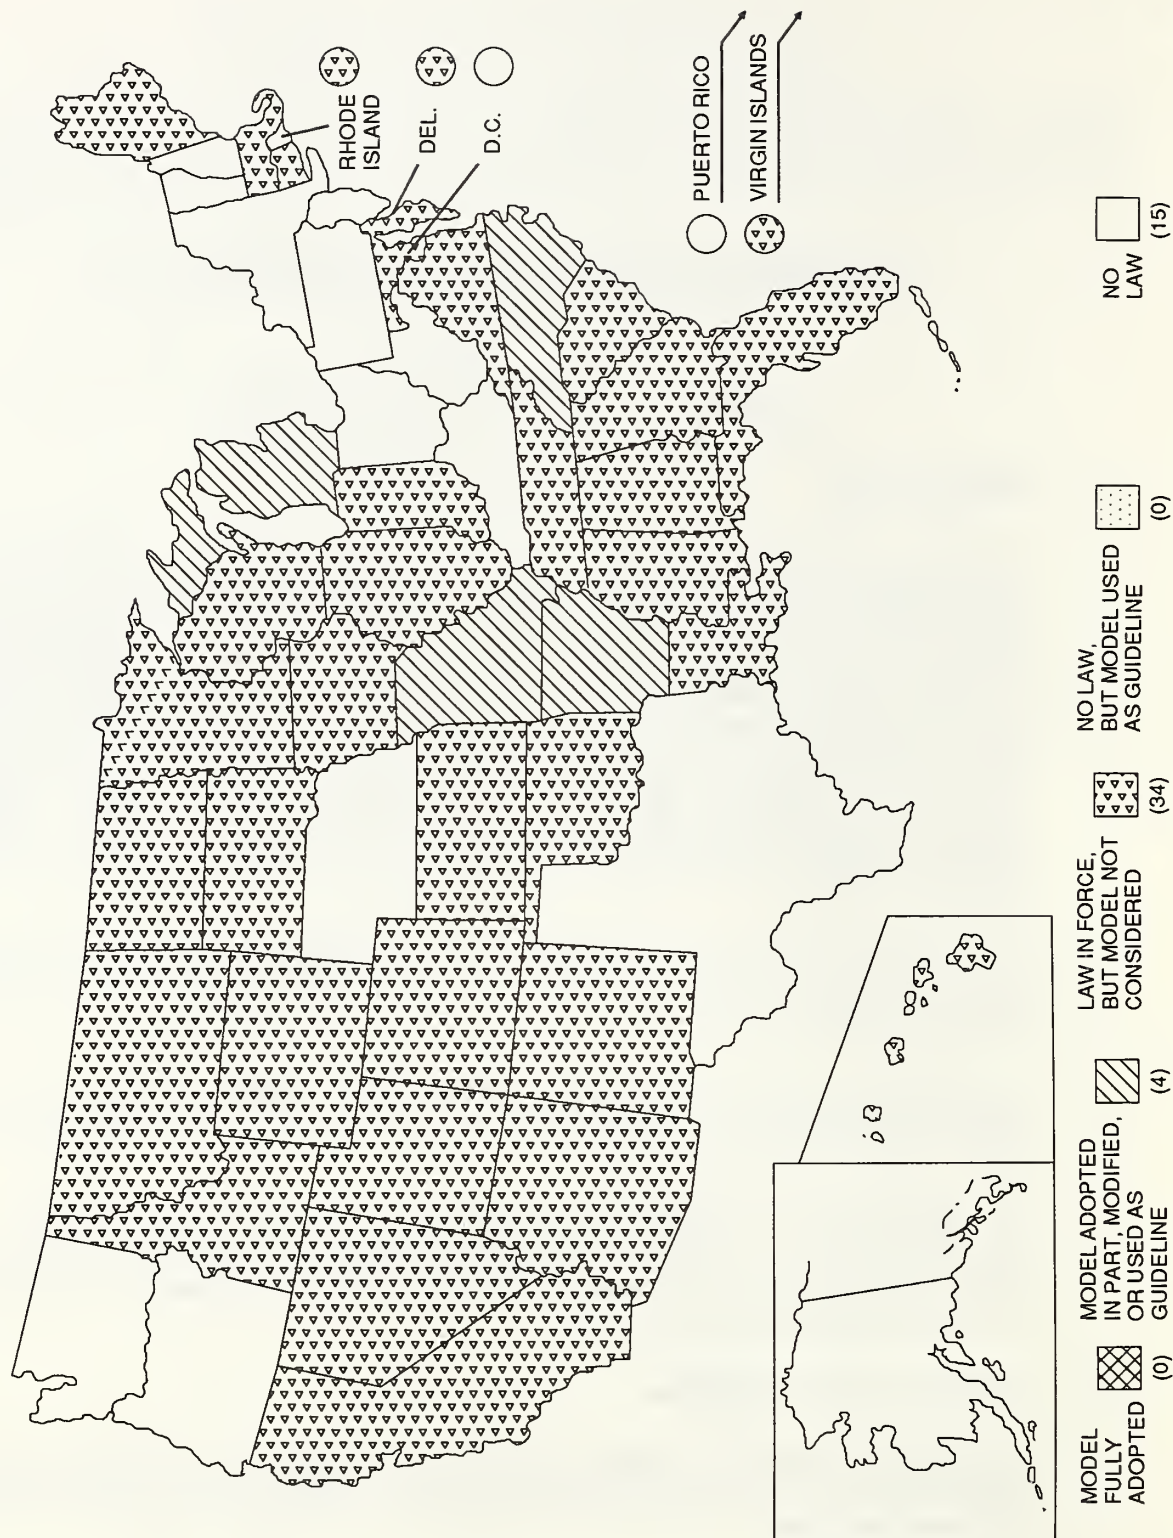 RHODE
ISLAND
DEL.
D.C.
PUERTO RICO
VIRGIN ISLANDS
MODEL
FULLY
ADOPTED
(0)
MODEL ADOPTED
IN PART, MODIFIED,
OR USED AS
GUIDELINE
(4)
LAW IN FORCE,
BUT MODEL NOT
CONSIDERED
(34)
NO LAW,
BUT MODEL USED
AS GUIDELINE
(0)
NO
LAW
(15)